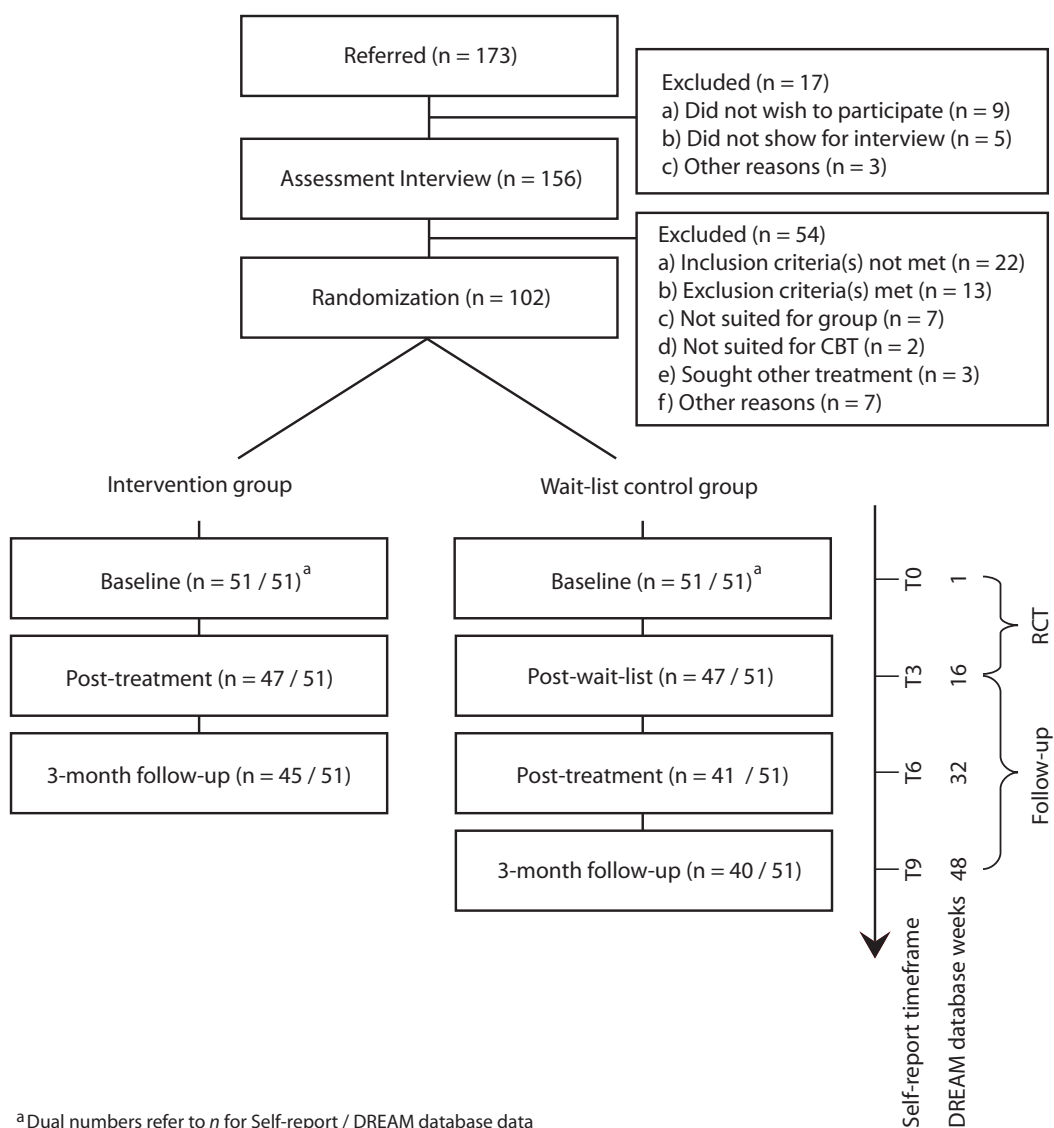 Referred (n = 173)
Excluded (n = 17)
a) Did not wish to participate (n = 9)
b) Did not show for interview (n = 5)
c) Other reasons (n = 3)
Assessment Interview (n = 156)
Excluded (n = 54)
a) Inclusion criteria(s) not met (n = 22)
b) Exclusion criteria(s) met (n = 13)
c) Not suited for group (n = 7)
d) Not suited for CBT (n = 2)
e) Sought other treatment (n = 3)
f) Other reasons (n = 7)
Randomization (n = 102)
Intervention group
Wait-list control group
Baseline (n = 51 / 51)a
Baseline (n = 51 / 51)a
T0
1
RCT
Post-treatment (n = 47 / 51)
Post-wait-list (n = 47 / 51)
T3
16
3-month follow-up (n = 45 / 51)
Post-treatment (n = 41 / 51)
T6
32
Follow-up
3-month follow-up (n = 40 / 51)
T9
48
Self-report timeframe
DREAM database weeks
a Dual numbers refer to n for Self-report / DREAM database data